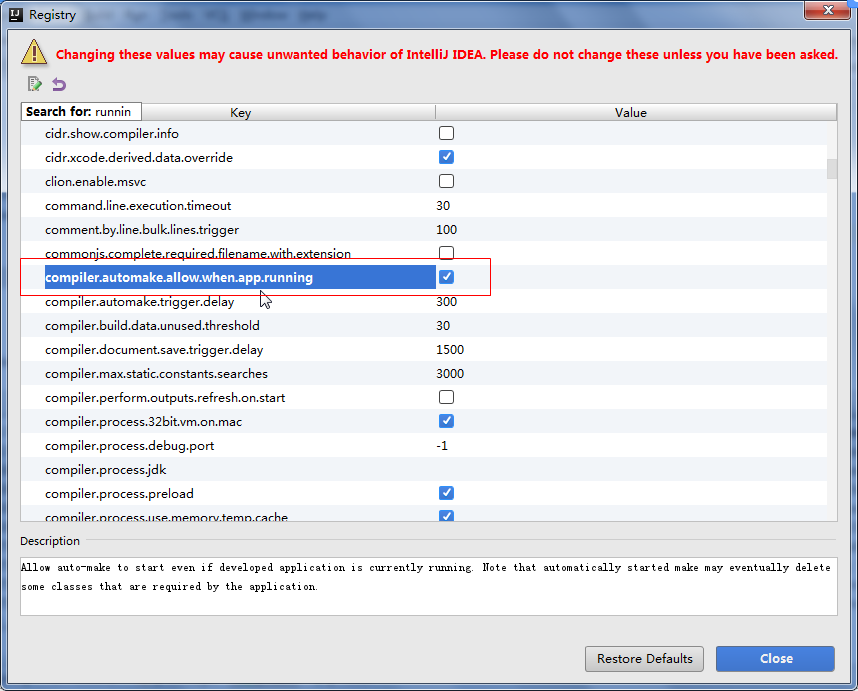 IJ Registry
Changing these values may cause unwanted behavior of IntelliJ IDEA. Please do not change these unless you have been asked.
Search for: runnin Key Value
cidr.show.compiler.info
cidr.xcode.derived.data.override
clion.enable.msvc
command.line.execution.timeout 30
comment.by.line.bulk.lines.trigger 100
commonjs.complete.required.filename.with.extension
compiler.automake.allow.when.app.running
compiler.automake.trigger.delay 300
compiler.build.data.unused.threshold 30
compiler.document.save.trigger.delay 1500
compiler.max.static.constants.searches 3000
compiler.perform.outputs.refresh.on.start
compiler.process.32bit.vm.on.mac
compiler.process.debug.port -1
compiler.process.jdk
compiler.process.preload
compiler.process.use.memory.temp.cache
Description
Allow auto-make to start even if developed application is currently running. Note that automatically started make may eventually delete
some classes that are required by the application.
Restore Defaults Close